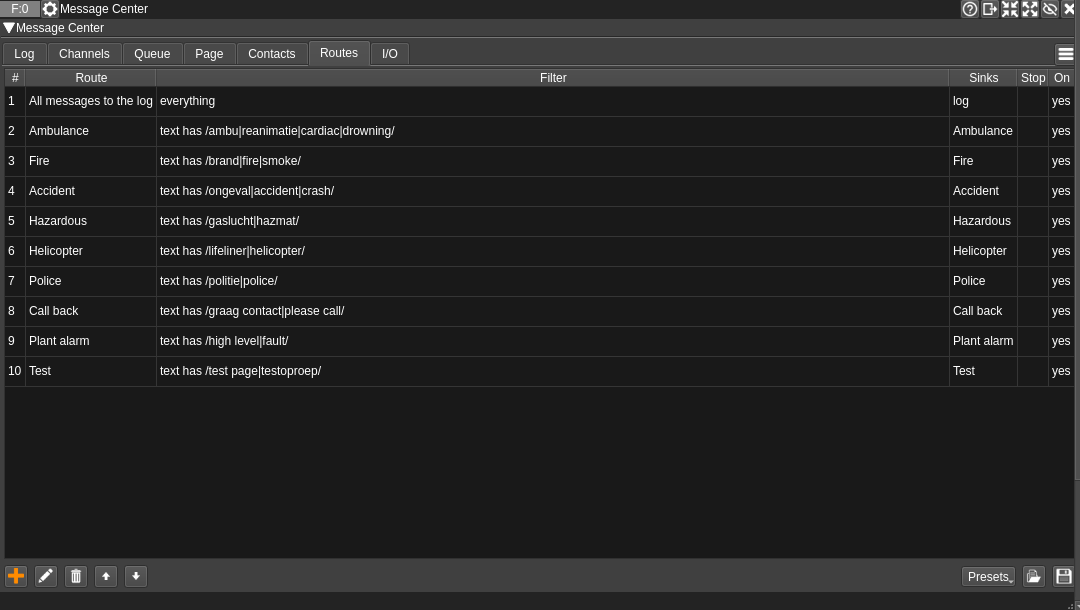 F:0 Message Center
Message Center
Log Channels Queue Page Contacts Routes I/O
# Route Filter Sinks Stop On
1 All messages to the log everything log yes
2 Ambulance text has /ambu|reanimatie|cardiac|drowning/ Ambulance yes
3 Fire text has /brand|fire|smoke/ Fire yes
4 Accident text has /ongeval|accident|crash/ Accident yes
5 Hazardous text has /gaslucht|hazmat/ Hazardous yes
6 Helicopter text has /lifeliner|helicopter/ Helicopter yes
7 Police text has /politie|police/ Police yes
8 Call back text has /graag contact|please call/ Call back yes
9 Plant alarm text has /high level|fault/ Plant alarm yes
10 Test text has /test page|testoproep/ Test yes
Presets